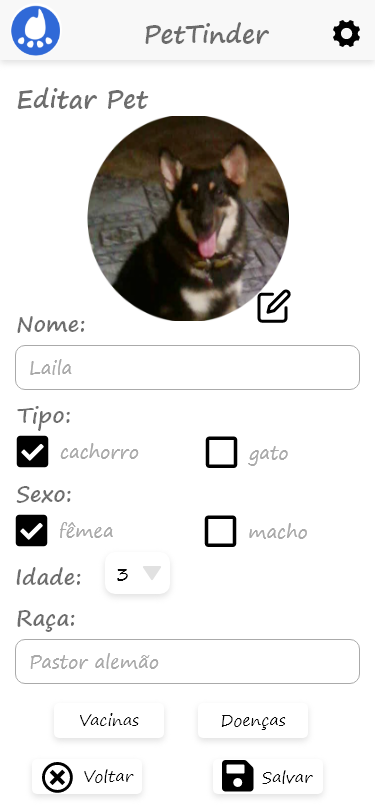 PetTinder
Editar Pet
Nome:
Laila
Tipo:
cachorro gato
Sexo:
fêmea macho
Idade: 3
Raça:
Pastor alemão
Vacinas Doenças
Voltar Salvar